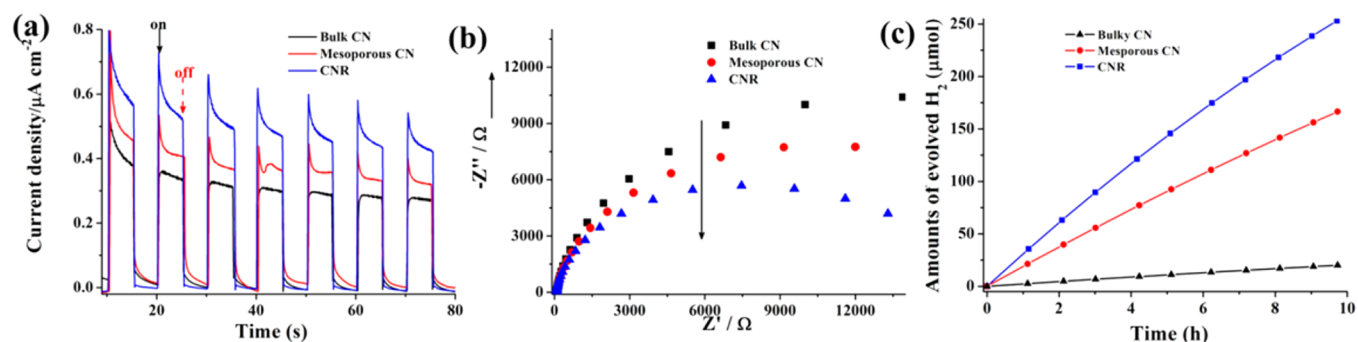 (a)
on
off
Bulk CN
Mesoporous CN
CNR
0.8
0.6
0.4
0.2
0.0
20
40
60
80
Current density/μA cm-2
Time (s)
(b)
Bulk CN
Mesoporous CN
CNR
12000
9000
6000
3000
0
0
3000
6000
9000
12000
-Z'' / Ω
Z' / Ω
(c)
Bulky CN
Mesporous CN
CNR
250
200
150
100
50
0
0
2
4
6
8
10
Amounts of evolved H2 (μmol)
Time (h)